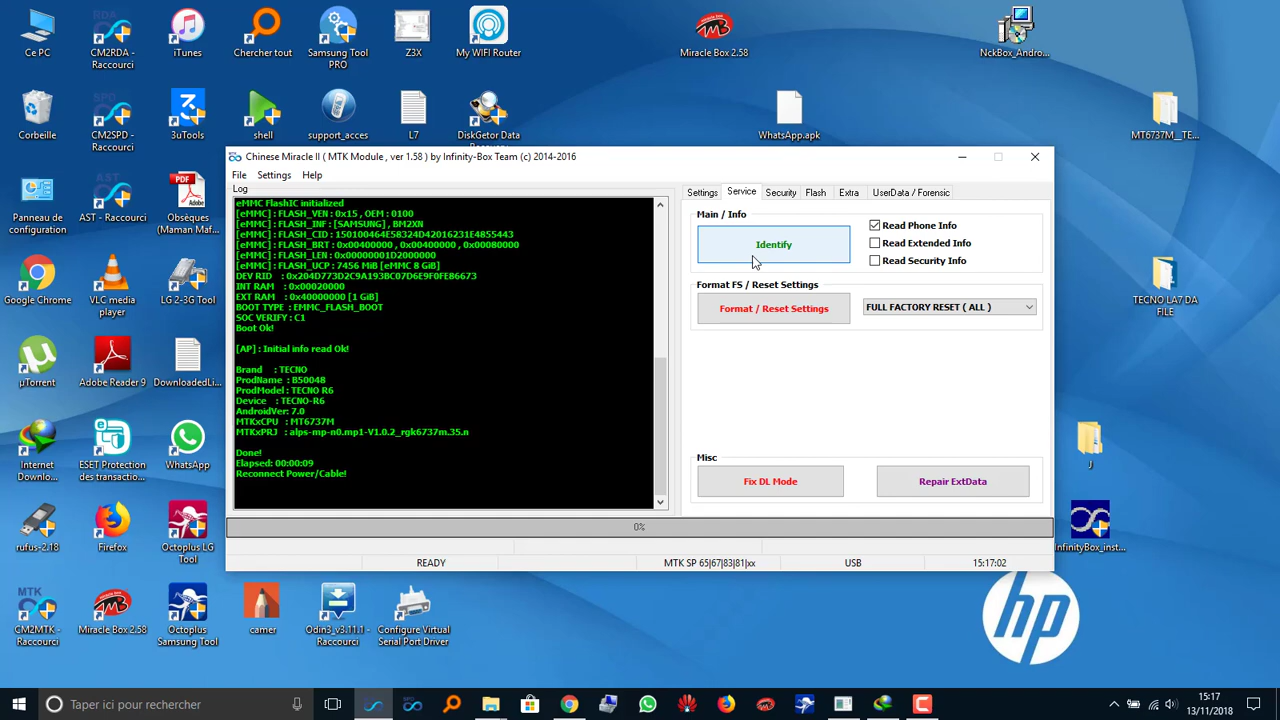 Ce PC
CM2RDA -
Raccourci
iTunes
Chercher tout
Samsung Tool
PRO
Z3X
My WIFI Router
Miracle Box 2.58
NckBox_Andro...
Corbeille
CM2SPD -
Raccourci
3uTools
shell
support_acces
L7
DiskGetor Data
WhatsApp.apk
MT6737M__TE...
Panneau de
configuration
AST - Raccourci
Obsèques
(Maman Maf...
Google Chrome
VLC media
player
LG 2-3G Tool
TECNO LA7 DA
FILE
µTorrent
Adobe Reader 9
DownloadedLi...
Internet
Downlo...
ESET Protection
des transactio...
WhatsApp
J
rufus-2.18
Firefox
Octoplus LG
Tool
InfinityBox_inst...
CM2MTK -
Raccourci
Miracle Box 2.58
Octoplus
Samsung Tool
camer
Odin3_v3.11.1 -
Raccourci
Configure Virtual
Serial Port Driver
Chinese Miracle II ( MTK Module , ver 1.58 ) by Infinity-Box Team (c) 2014-2016
File Settings Help
Log
eMMC FlashIC initialized
[eMMC] : FLASH_VEN : 0x15 , OEM : 0100
[eMMC] : FLASH_INF : [SAMSUNG] , BM2XN
[eMMC] : FLASH_CID : 150100464E58324D42016231E4855443
[eMMC] : FLASH_BRT : 0x00400000 , 0x00400000 , 0x00080000
[eMMC] : FLASH_LEN : 0x00000001D2000000
[eMMC] : FLASH_UCP : 7456 MiB [eMMC 8 GiB]
DEV RID : 0x204D773D2C9A193BC07D6E9F0FE86673
INT RAM : 0x00020000
EXT RAM : 0x40000000 [1 GiB]
BOOT TYPE : EMMC_FLASH_BOOT
SOC VERIFY : C1
Boot Ok!
[AP] : Initial info read Ok!
Brand : TECNO
ProdName : B50048
ProdModel : TECNO R6
Device : TECNO-R6
AndroidVer: 7.0
MTKxCPU : MT6737M
MTKxPRJ : alps-mp-n0.mp1-V1.0.2_rgk6737m.35.n
Done!
Elapsed: 00:00:09
Reconnect Power/Cable!
Settings Service Security Flash Extra UserData / Forensic
Main / Info
Identify
Read Phone Info
Read Extended Info
Read Security Info
Format FS / Reset Settings
Format / Reset Settings
FULL FACTORY RESET ( ALL )
Misc
Fix DL Mode
Repair ExtData
0%
READY MTK SP 65|67|83|81|xx USB 15:17:02
hp
Taper ici pour rechercher
15:17
13/11/2018